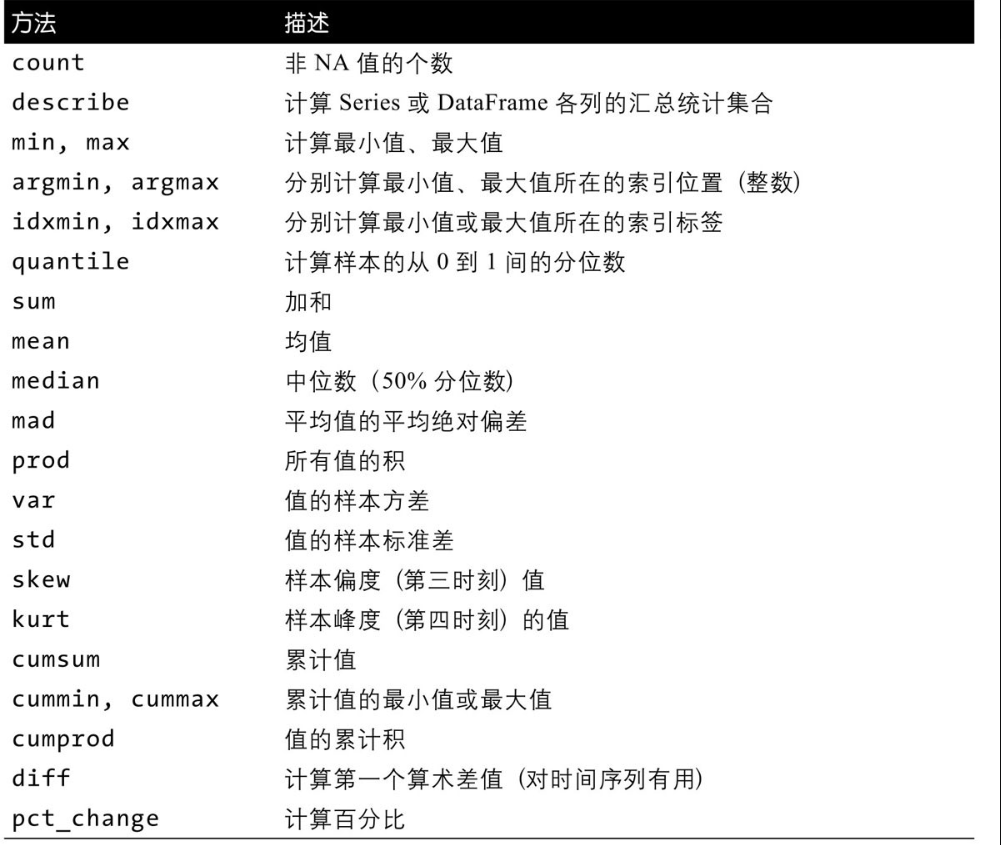 方法 描述
count 非 NA 值的个数
describe 计算 Series 或 DataFrame 各列的汇总统计集合
min, max 计算最小值、最大值
argmin, argmax 分别计算最小值、最大值所在的索引位置（整数）
idxmin, idxmax 分别计算最小值或最大值所在的索引标签
quantile 计算样本的从 0 到 1 间的分位数
sum 加和
mean 均值
median 中位数（50% 分位数）
mad 平均值的平均绝对偏差
prod 所有值的积
var 值的样本方差
std 值的样本标准差
skew 样本偏度（第三时刻）值
kurt 样本峰度（第四时刻）的值
cumsum 累计值
cummin, cummax 累计值的最小值或最大值
cumprod 值的累计积
diff 计算第一个算术差值（对时间序列有用）
pct_change 计算百分比